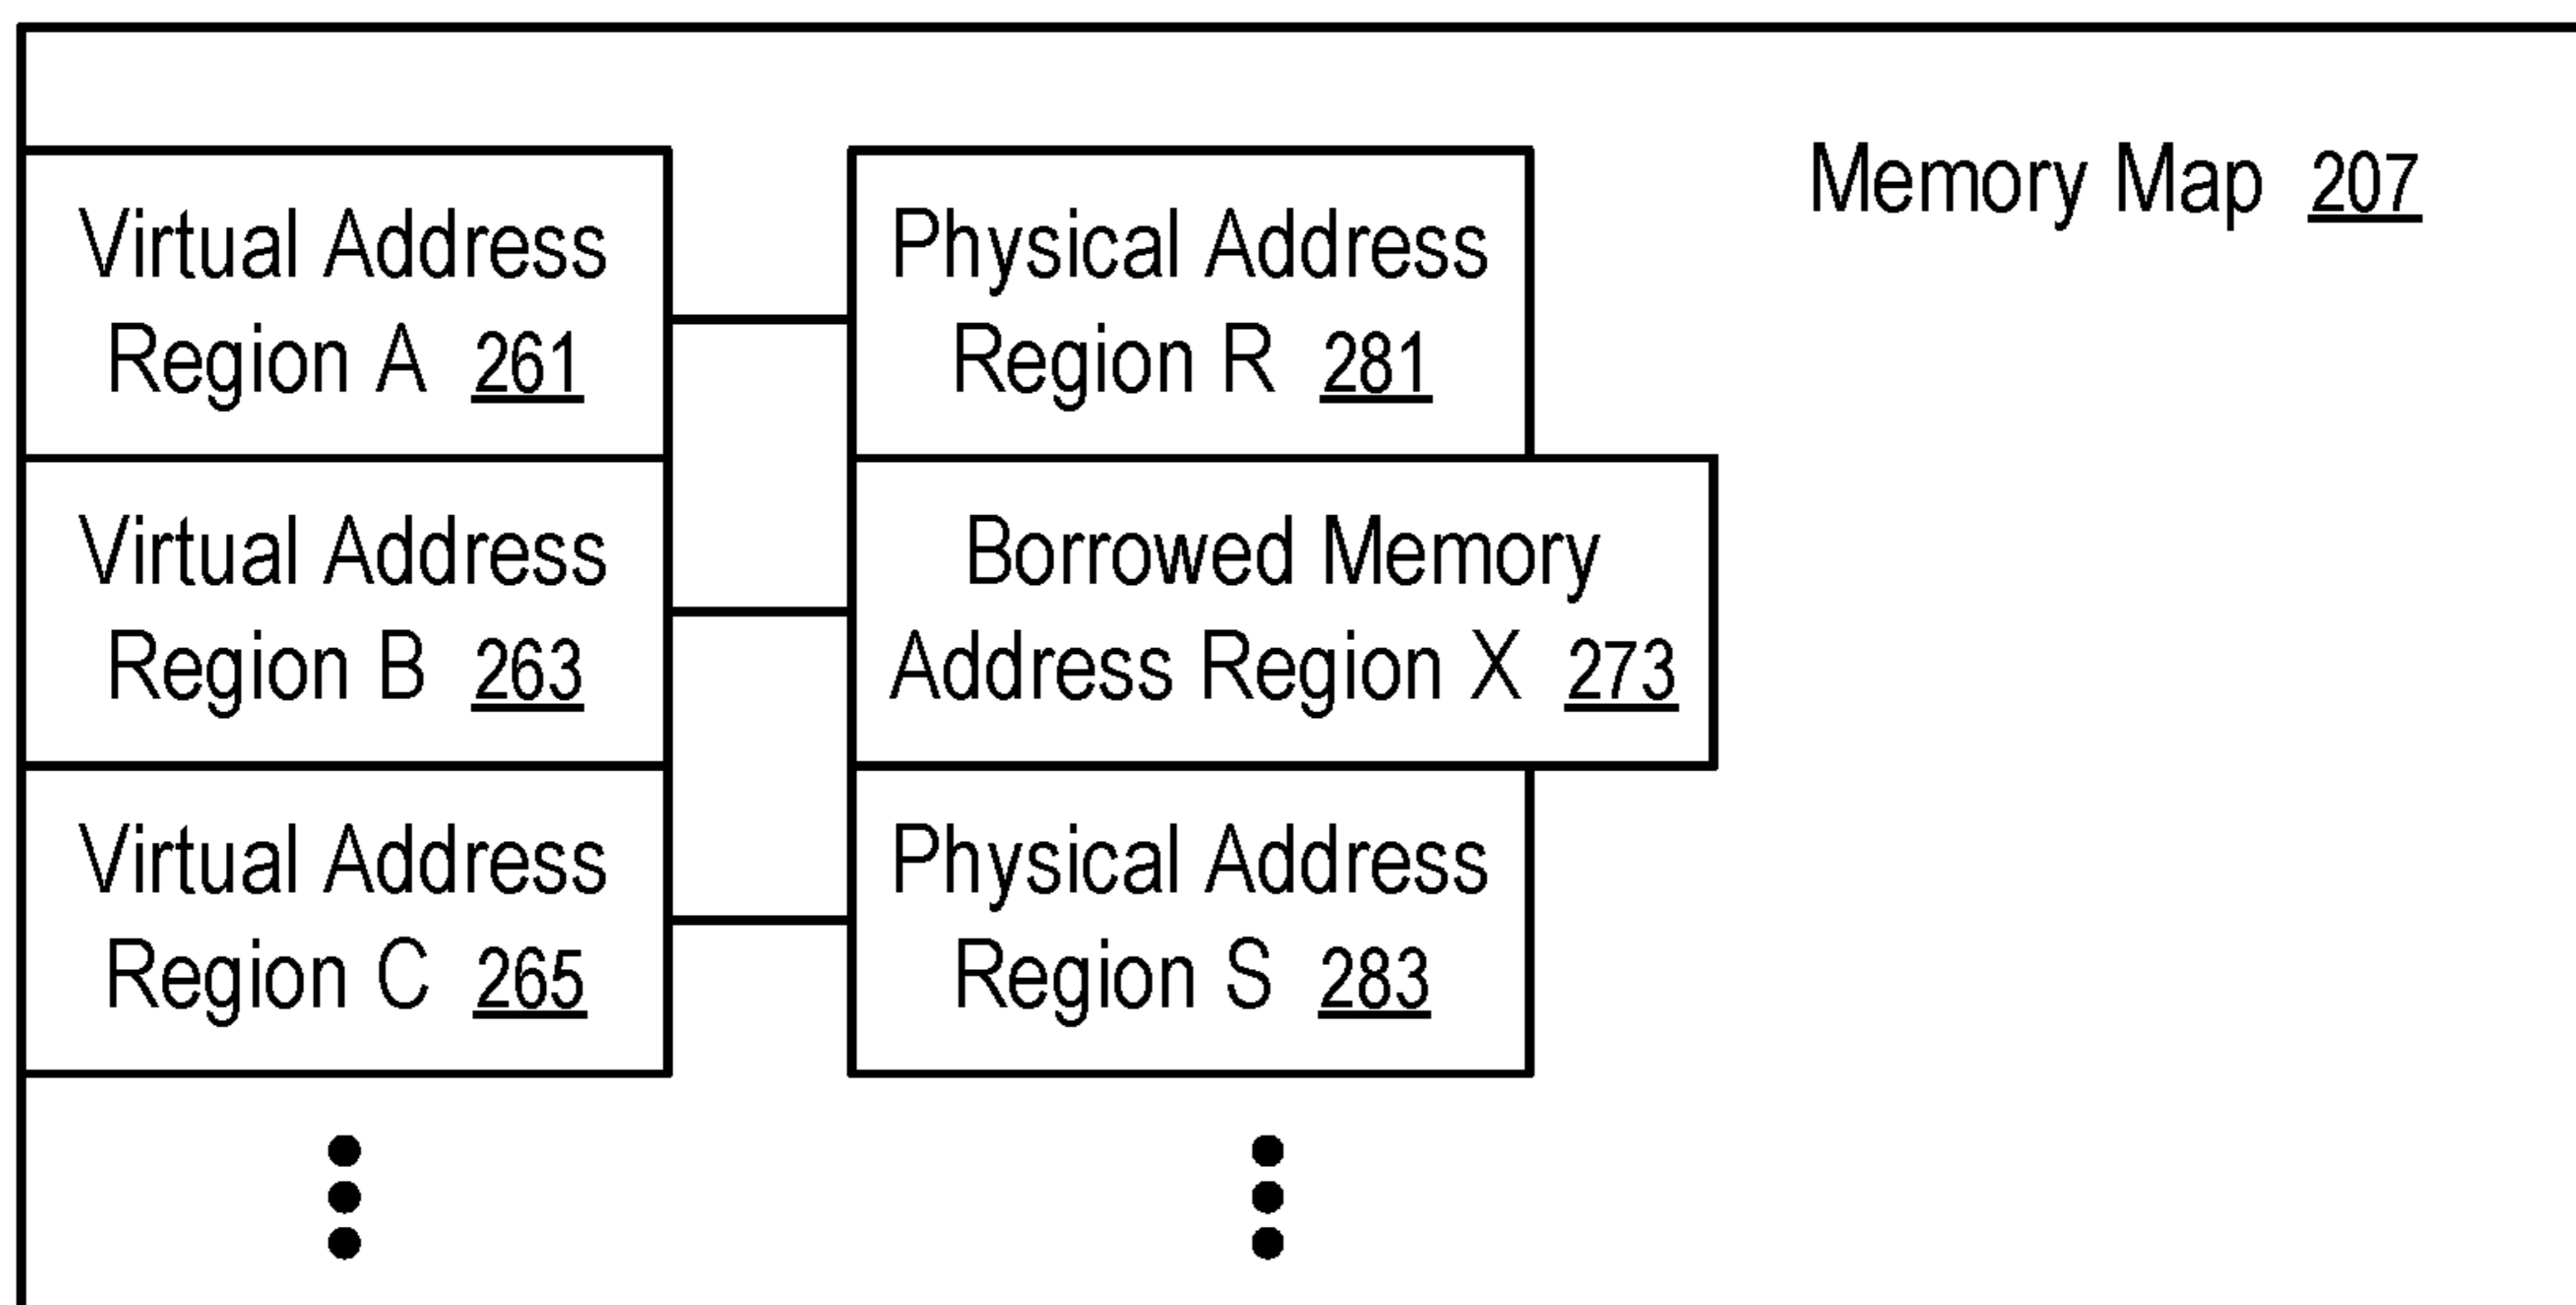 Memory Map 207
Virtual Address
Region A 261
Physical Address
Region R 281
Virtual Address
Region B 263
Borrowed Memory
Address Region X 273
Virtual Address
Region C 265
Physical Address
Region S 283